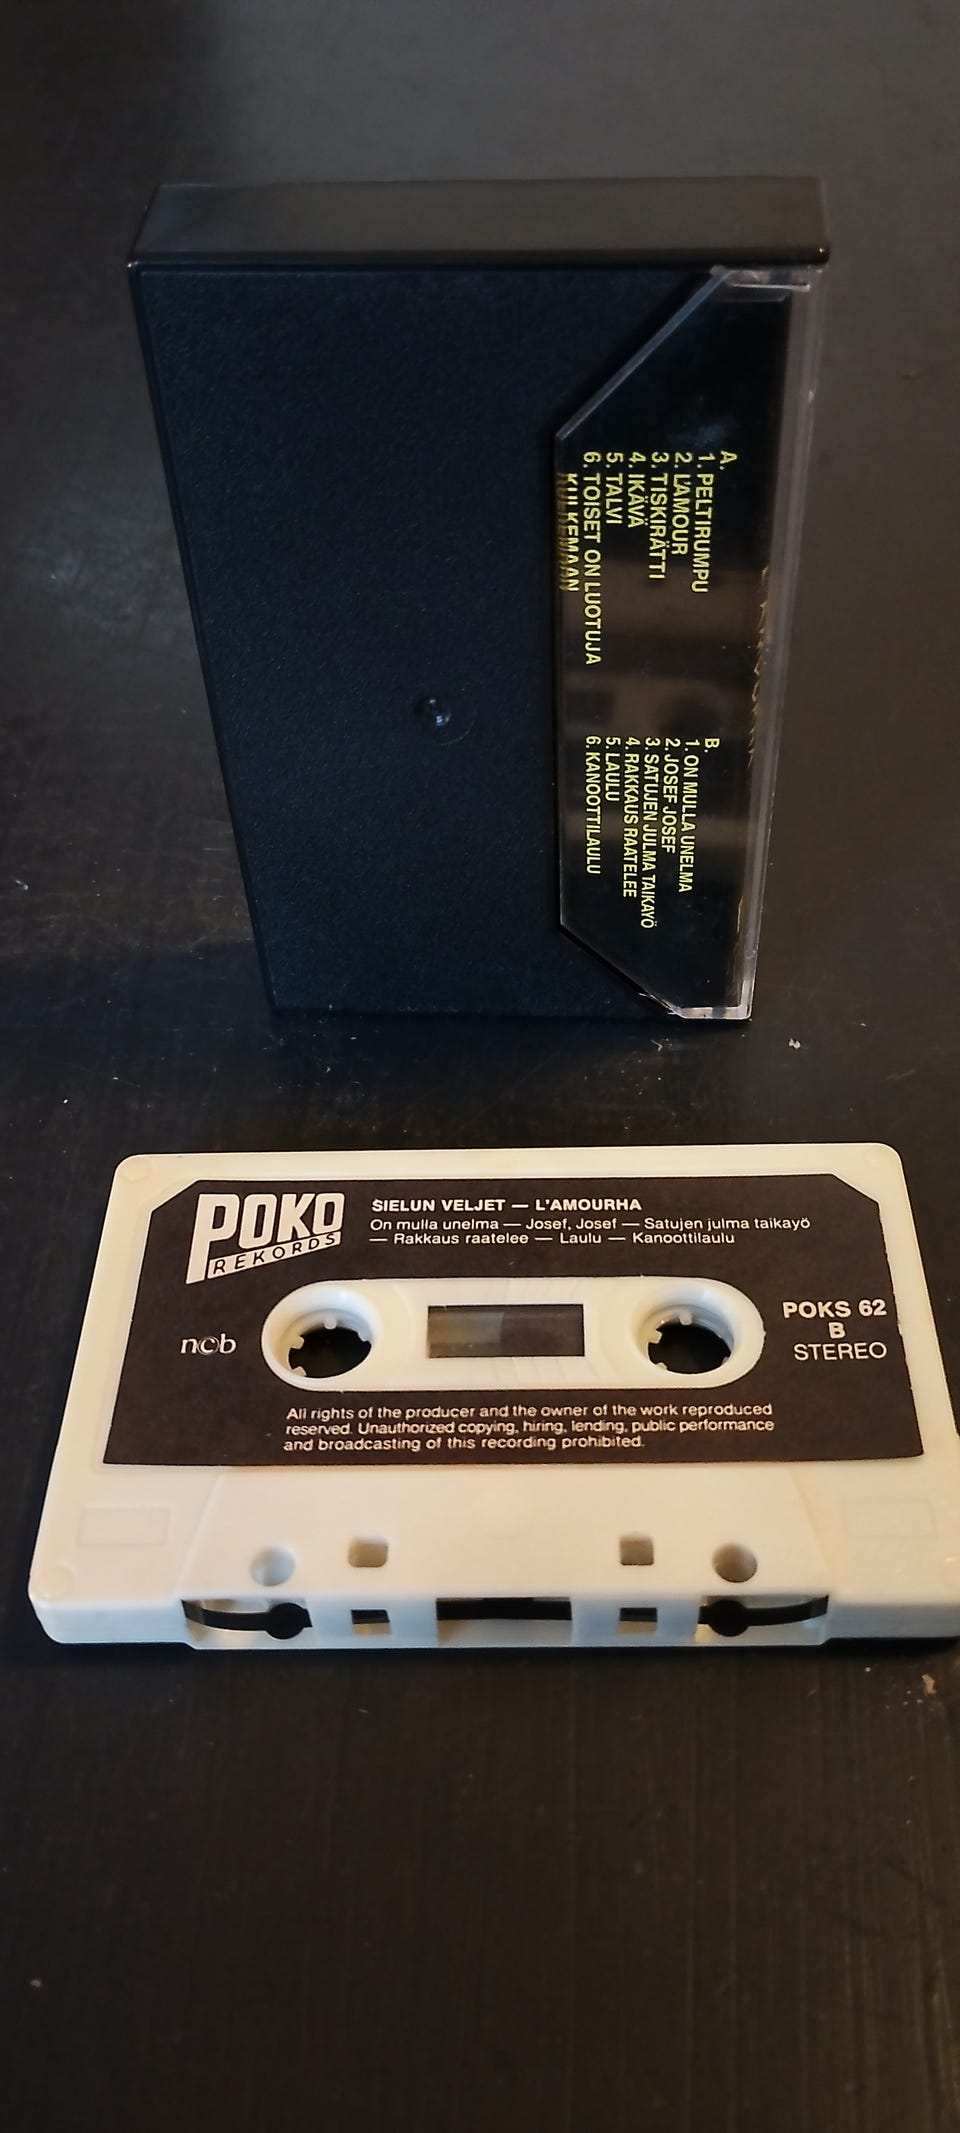 A.
1. PELTIRUMPU
2. L'AMOUR
3. TISKIRÄTTI
4. IKÄVÄ
5. TALVI
6. TOISET ON LUOTUJA
KULKEMAAN
B.
1. ON MULLA UNELMA
2. JOSEF JOSEF
3. SATUJEN JULMA TAIKAYÖ
4. RAKKAUS RAATELEE
5. LAULU
6. KANOOTTILAULU
POKO
REKORDS
SIELUN VELJET — L'AMOURHA
On mulla unelma — Josef, Josef — Satujen julma taikayö
— Rakkaus raatelee — Laulu — Kanoottilaulu
ncb
POKS 62
B
STEREO
All rights of the producer and the owner of the work reproduced
reserved. Unauthorized copying, hiring, lending, public performance
and broadcasting of this recording prohibited.